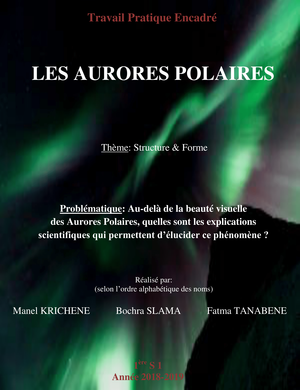 Travail Pratique Encadré
LES AURORES POLAIRES
Thème: Structure & Forme
Problématique: Au-delà de la beauté visuelle
des Aurores Polaires, quelles sont les explications
scientifiques qui permettent d'élucider ce phénomène ?
Réalisé par:
(selon l'ordre alphabétique des noms)
Manel KRICHENE Bochra SLAMA Fatma TANABENE